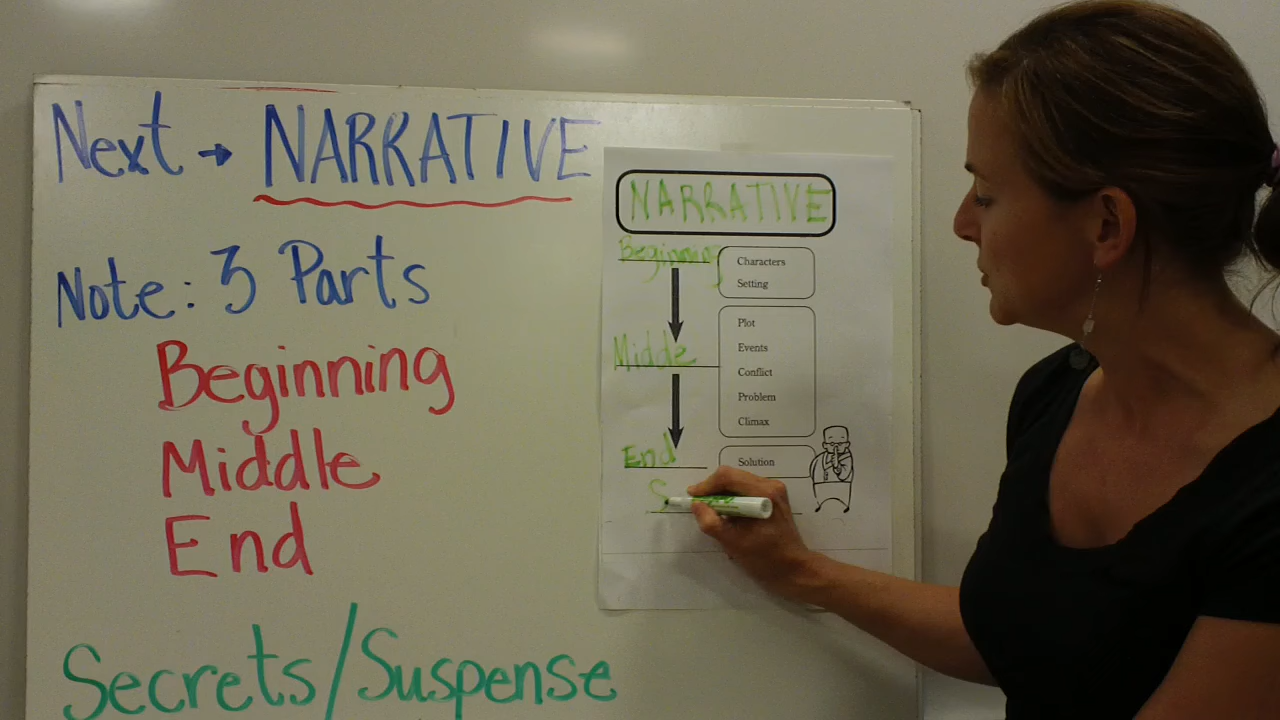 Next → NARRATIVE
Note: 3 Parts
Beginning
Middle
End
Secrets/Suspense
NARRATIVE
Beginning
Characters
Setting
Middle
Plot
Events
Conflict
Problem
Climax
End
Solution
S